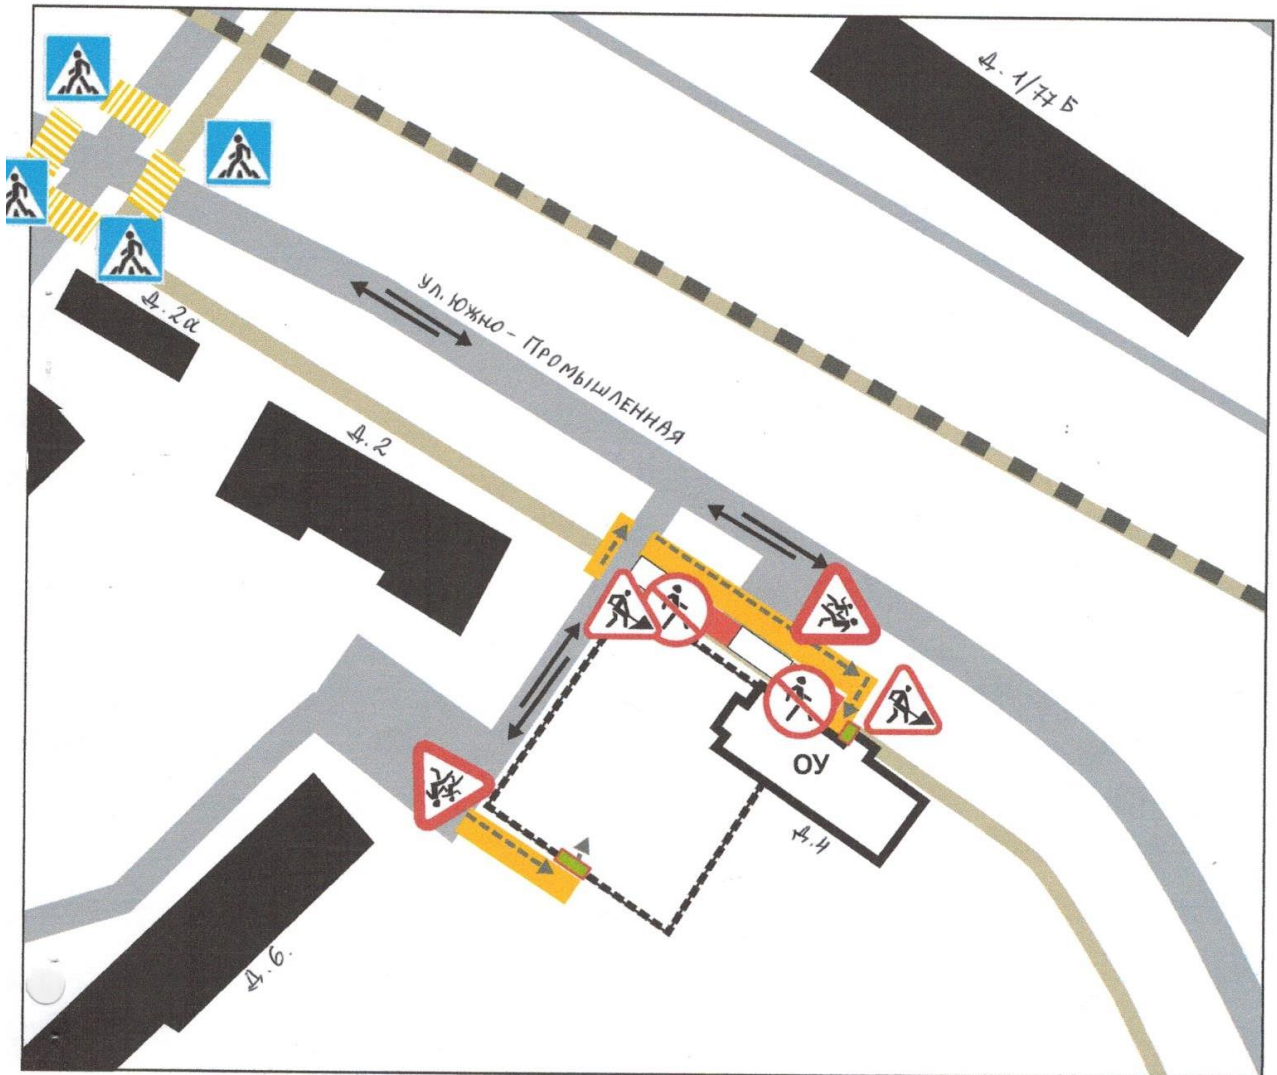 Д. 1/77 Б
Д. 2а
ул. Южно - Промышленная
Д. 2
ОУ
Д. 4
Д. 6.